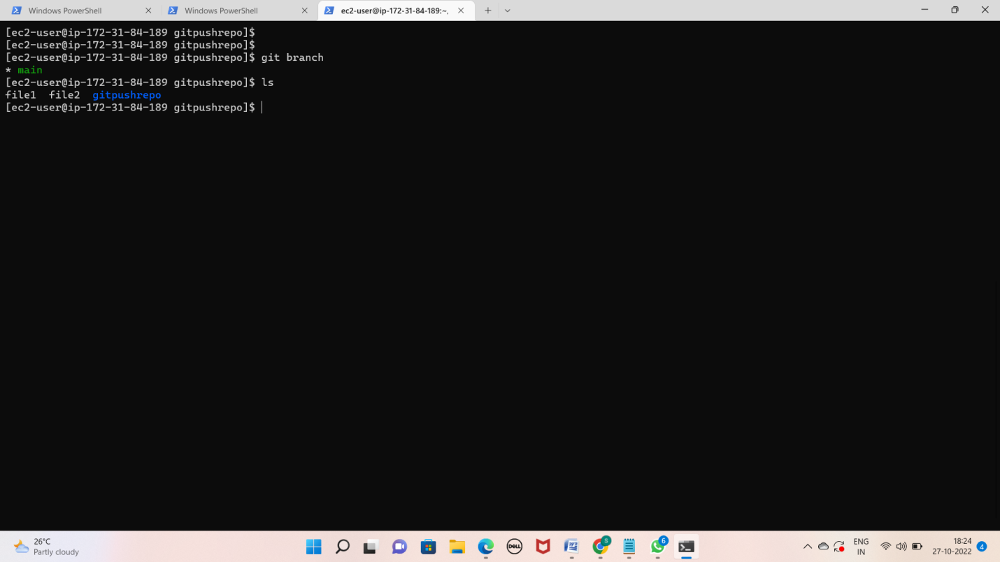 Windows PowerShell
Windows PowerShell
ec2-user@ip-172-31-84-189:~,
[ec2-user@ip-172-31-84-189 gitpushrepo]$
[ec2-user@ip-172-31-84-189 gitpushrepo]$
[ec2-user@ip-172-31-84-189 gitpushrepo]$ git branch
* main
[ec2-user@ip-172-31-84-189 gitpushrepo]$ ls
file1  file2  gitpushrepo
[ec2-user@ip-172-31-84-189 gitpushrepo]$
26°C
Partly cloudy
DELL
W
S
6
ENG
IN
18:24
27-10-2022
4